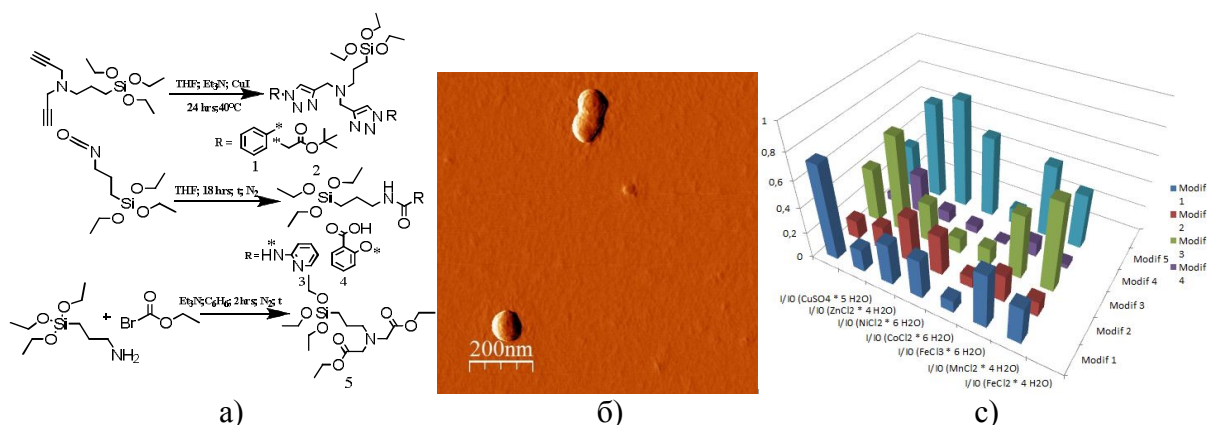 THF; Et3N; CuI
24 hrs; 40°C
R =
1
2
THF, 18 hrs, t; N2
R=
3
4
Et3N;C6H6; 2hrs; N2; t
+
5
а)
200nm
б)
1
0,8
0,6
0,4
0,2
0
I/I0 (CuSO4 * 5 H2O)
I/I0 (ZnCl2 * 4 H2O)
I/I0 (NiCl2 * 6 H2O)
I/I0 (CoCl2 * 6 H2O)
I/I0 (FeCl3 * 6 H2O)
I/I0 (MnCl2 * 4 H2O)
I/I0 (FeCl2 * 4 H2O)
Modif 5
Modif 4
Modif 3
Modif 2
Modif 1
Modif
1
Modif
2
Modif
3
Modif
4
с)